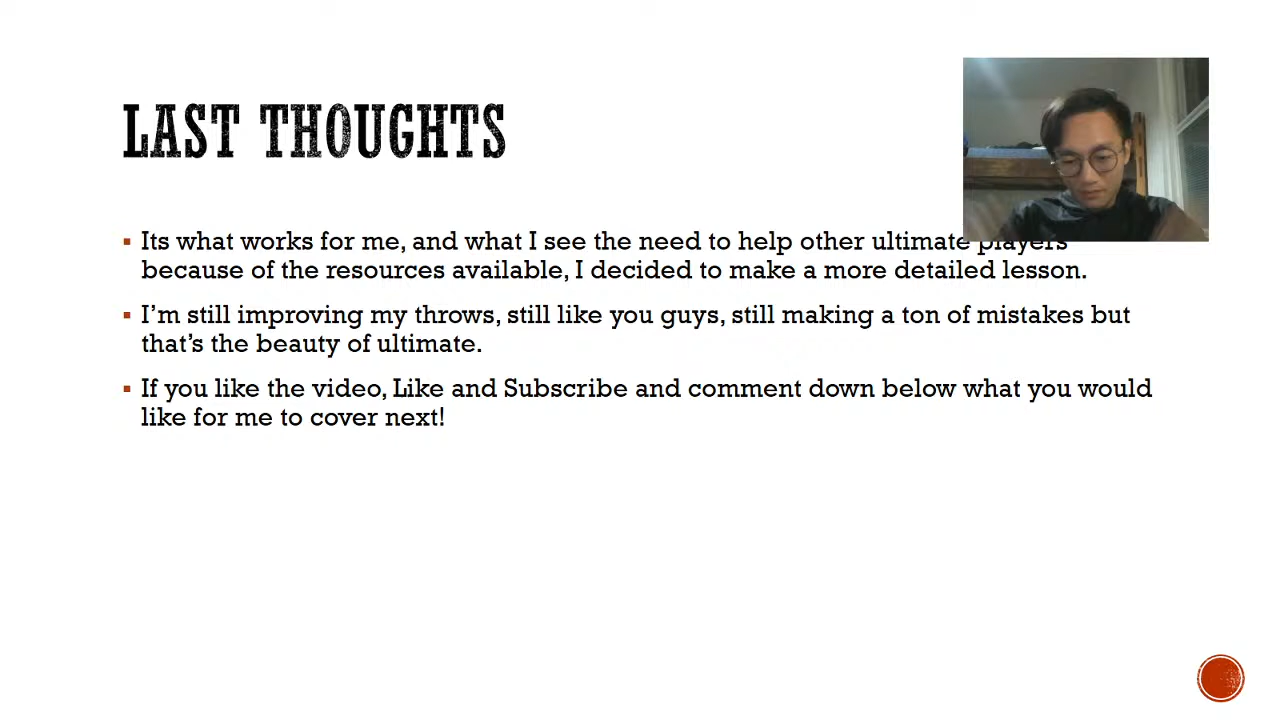 LAST THOUGHTS
Its what works for me, and what I see the need to help other ultimate players
because of the resources available, I decided to make a more detailed lesson.
I'm still improving my throws, still like you guys, still making a ton of mistakes but
that's the beauty of ultimate.
If you like the video, Like and Subscribe and comment down below what you would
like for me to cover next!